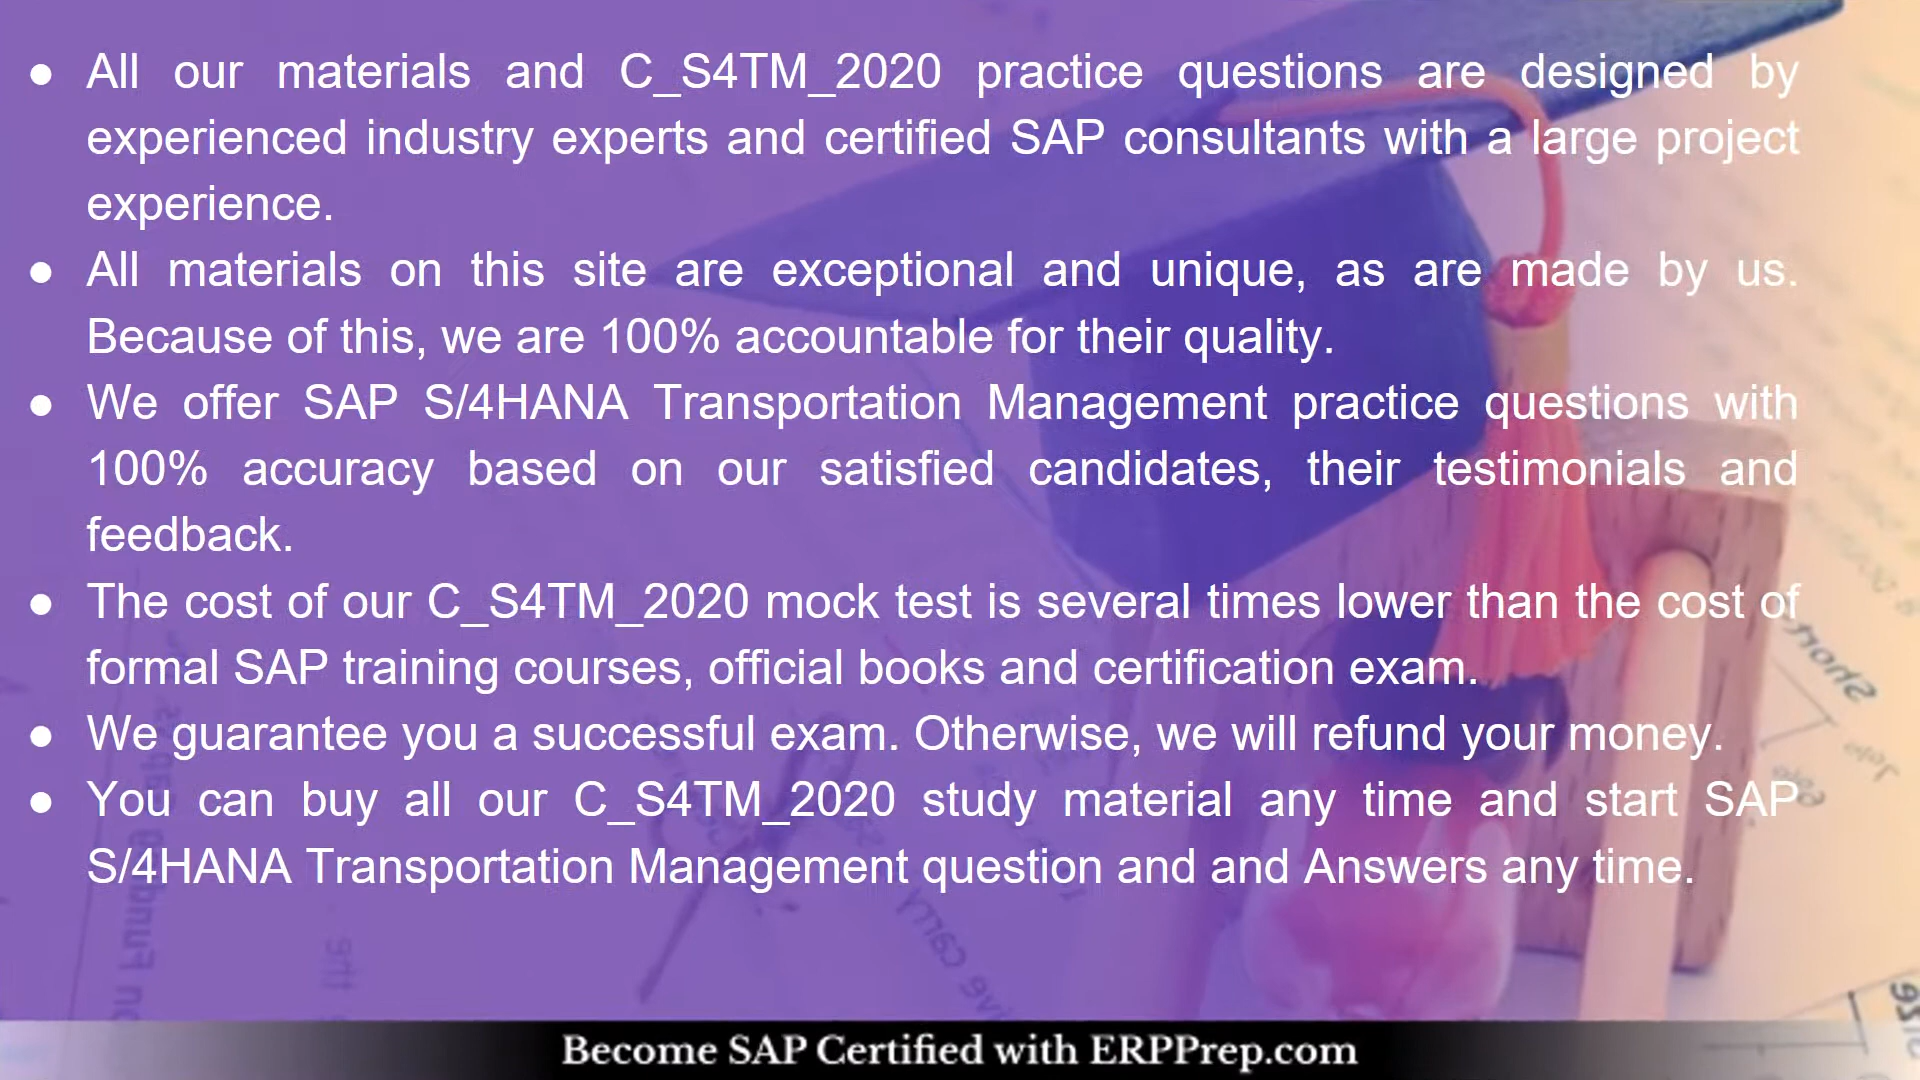 ● All our materials and C_S4TM_2020 practice questions are designed by
experienced industry experts and certified SAP consultants with a large project
experience.
● All materials on this site are exceptional and unique, as are made by us.
Because of this, we are 100% accountable for their quality.
● We offer SAP S/4HANA Transportation Management practice questions with
100% accuracy based on our satisfied candidates, their testimonials and
feedback.
● The cost of our C_S4TM_2020 mock test is several times lower than the cost of
formal SAP training courses, official books and certification exam.
● We guarantee you a successful exam. Otherwise, we will refund your money.
● You can buy all our C_S4TM_2020 study material any time and start SAP
S/4HANA Transportation Management question and and Answers any time.
Short
the
carry
Become SAP Certified with ERPPrep.com